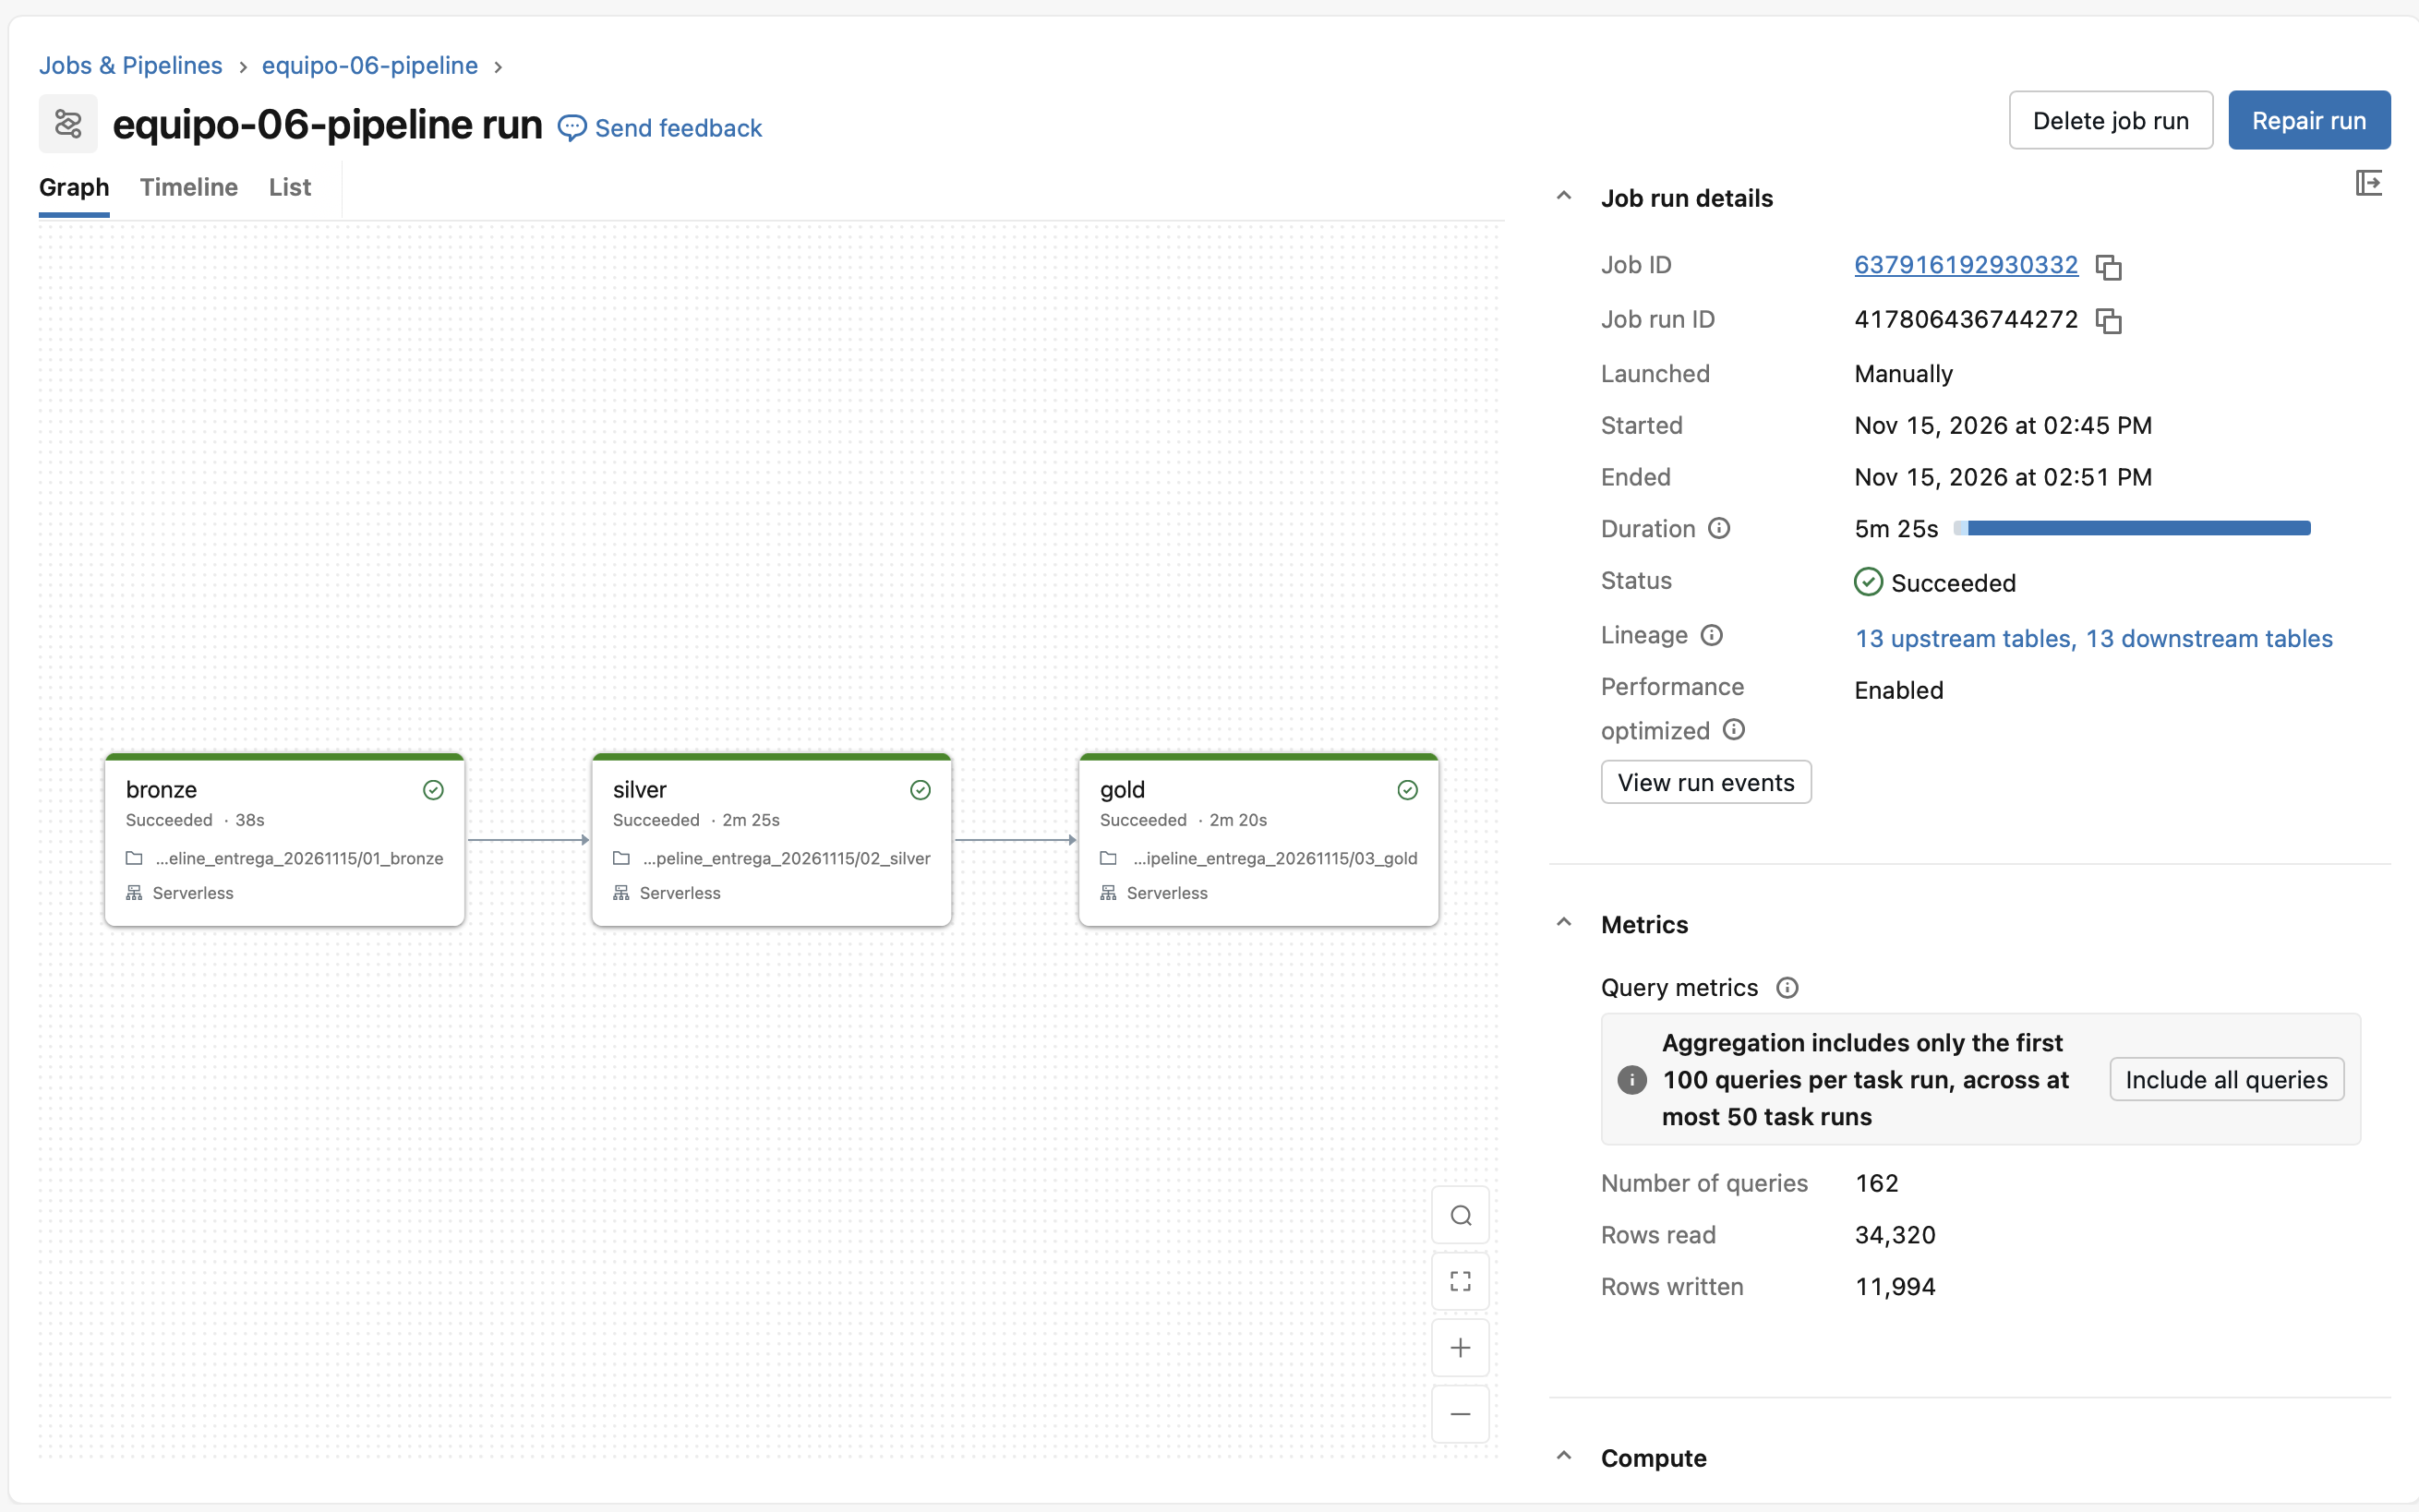 Jobs & Pipelines › equipo-06-pipeline ›
equipo-06-pipeline run Send feedback
Delete job run Repair run
Graph Timeline List
bronze
Succeeded · 38s
...eline_entrega_20261115/01_bronze
Serverless
silver
Succeeded · 2m 25s
...peline_entrega_20261115/02_silver
Serverless
gold
Succeeded · 2m 20s
...ipeline_entrega_20261115/03_gold
Serverless
Job run details
Job ID 637916192930332
Job run ID 417806436744272
Launched Manually
Started Nov 15, 2026 at 02:45 PM
Ended Nov 15, 2026 at 02:51 PM
Duration 5m 25s
Status Succeeded
Lineage 13 upstream tables, 13 downstream tables
Performance Enabled
optimized
View run events
Metrics
Query metrics
Aggregation includes only the first
100 queries per task run, across at
most 50 task runs
Include all queries
Number of queries 162
Rows read 34,320
Rows written 11,994
Compute